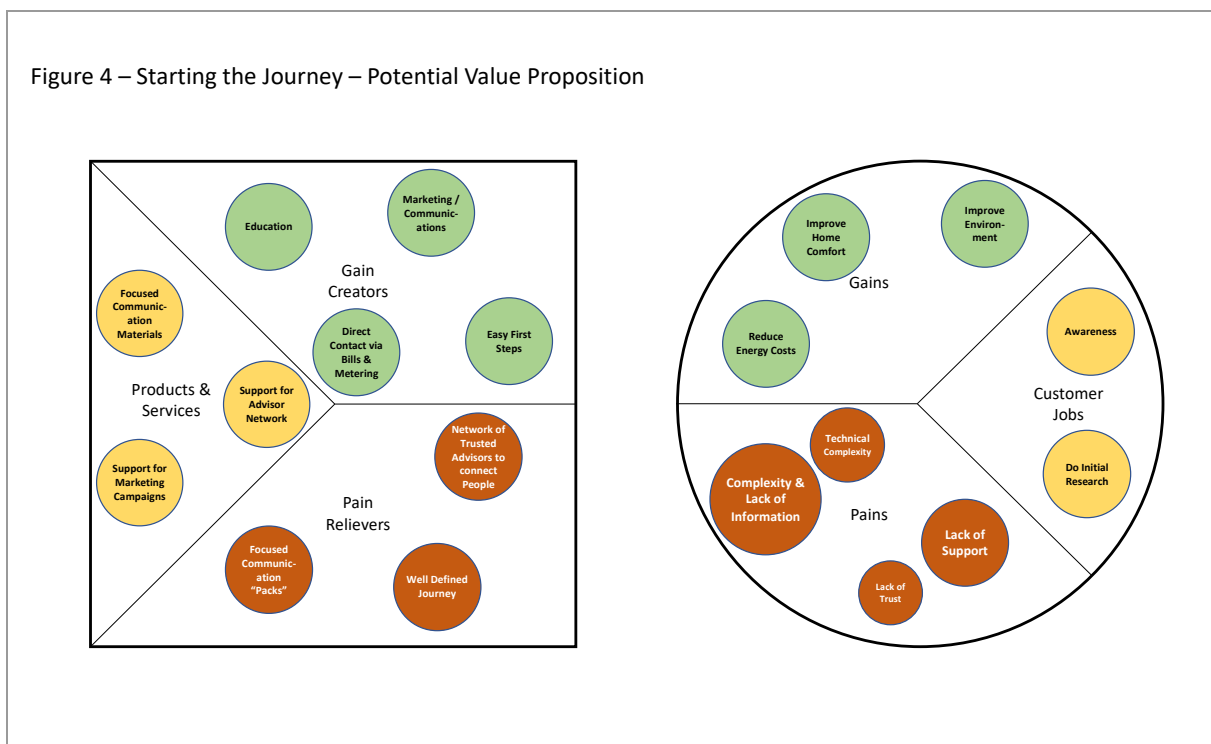 Figure 4 – Starting the Journey – Potential Value Proposition
Education
Marketing /
Communic-
ations
Gain
Creators
Focused
Communic-
ation
Materials
Direct
Contact via
Bills &
Metering
Easy First
Steps
Products &
Services
Support for
Advisor
Network
Support for
Marketing
Campaigns
Network of
Trusted
Advisors to
connect
People
Pain
Relievers
Focused
Communic-
ation
"Packs"
Well Defined
Journey
Improve
Home
Comfort
Improve
Environ-
ment
Gains
Reduce
Energy Costs
Awareness
Customer
Jobs
Do Initial
Research
Technical
Complexity
Complexity &
Lack of
Information
Pains
Lack of
Support
Lack of
Trust